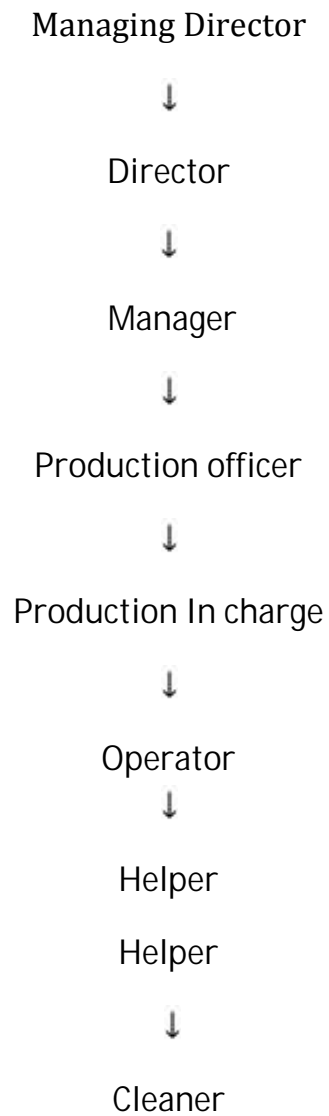 Managing Director
↓
Director
↓
Manager
↓
Production officer
↓
Production In charge
↓
Operator
↓
Helper
Helper
↓
Cleaner